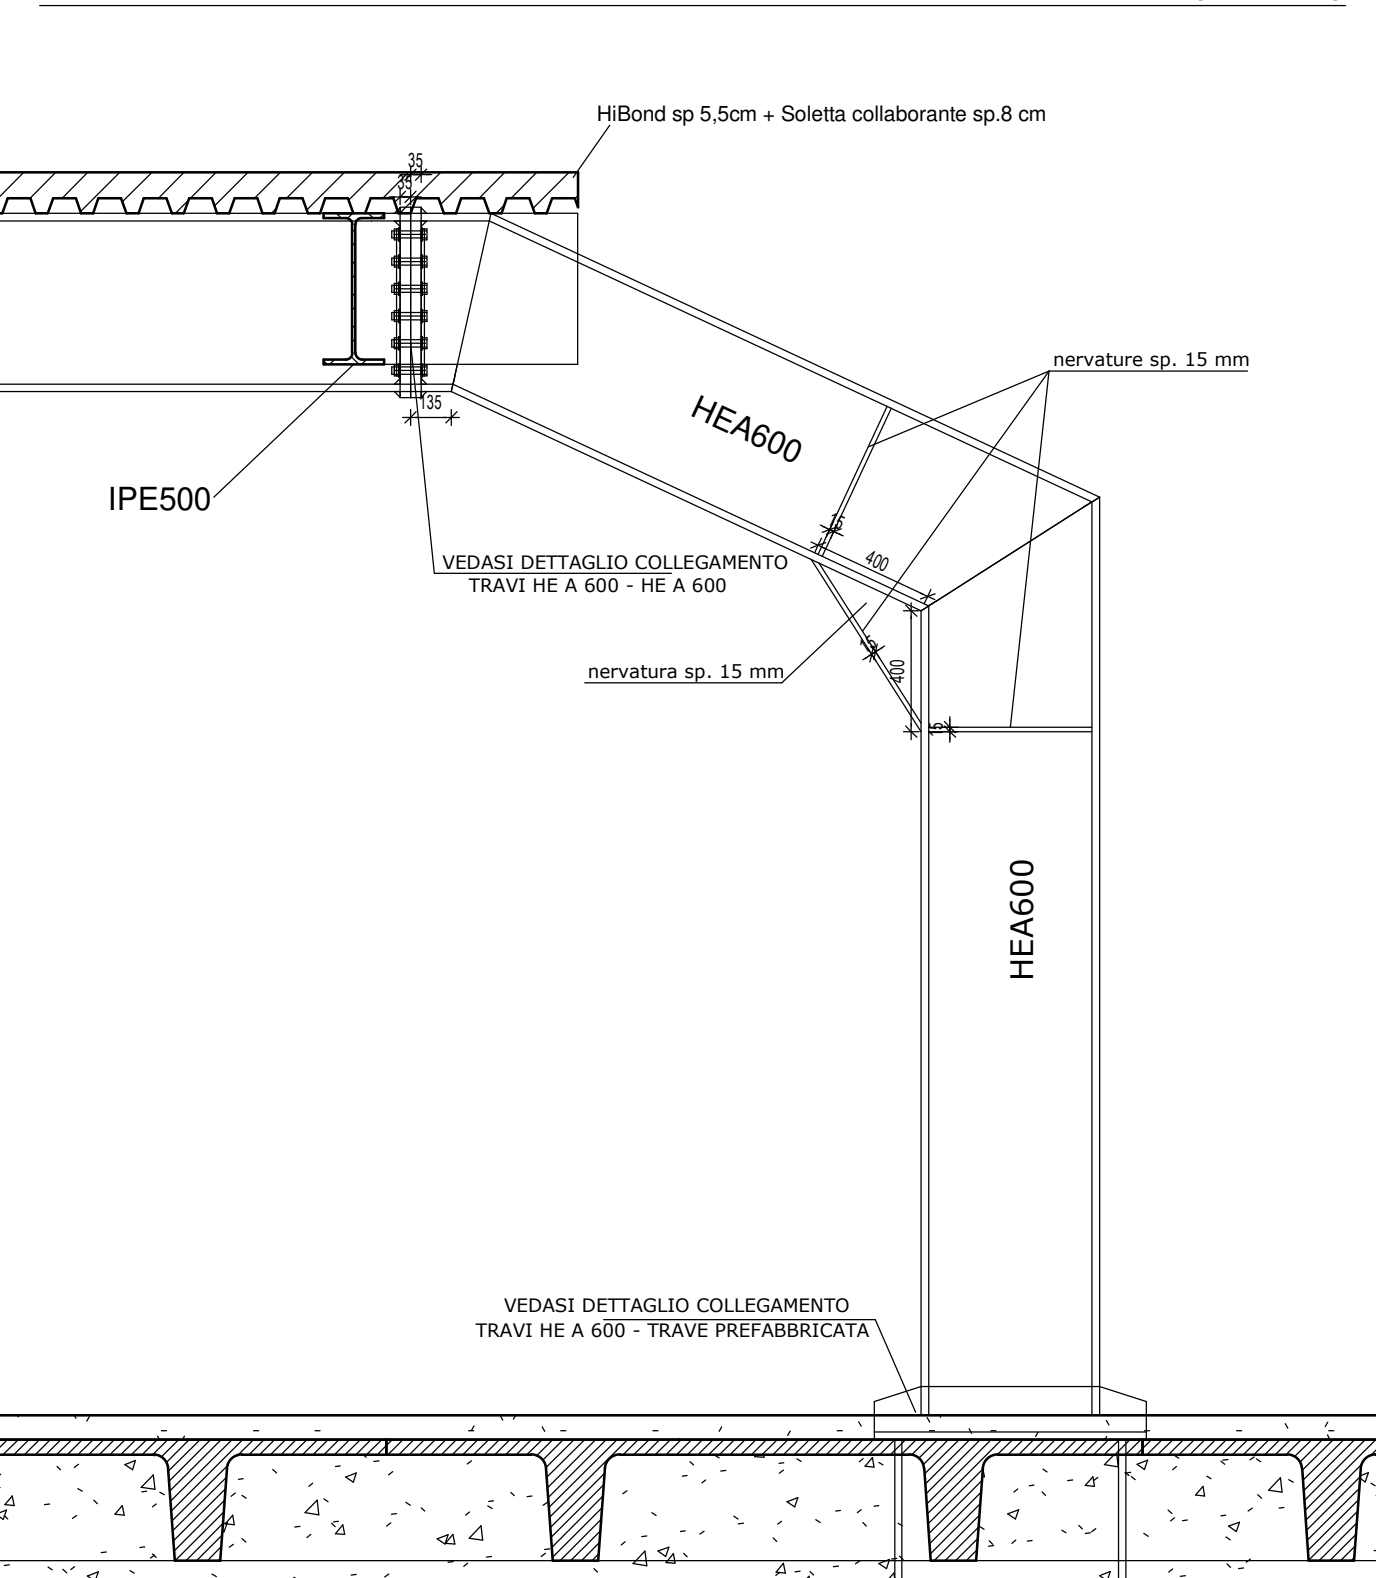 HiBond sp 5,5cm + Soletta collaborante sp.8 cm
35
35
nervature sp. 15 mm
135
HEA600
IPE500
15
VEDASI DETTAGLIO COLLEGAMENTO
TRAVI HE A 600 - HE A 600
400
15
nervatura sp. 15 mm
400
15
HEA600
VEDASI DETTAGLIO COLLEGAMENTO
TRAVI HE A 600 - TRAVE PREFABBRICATA